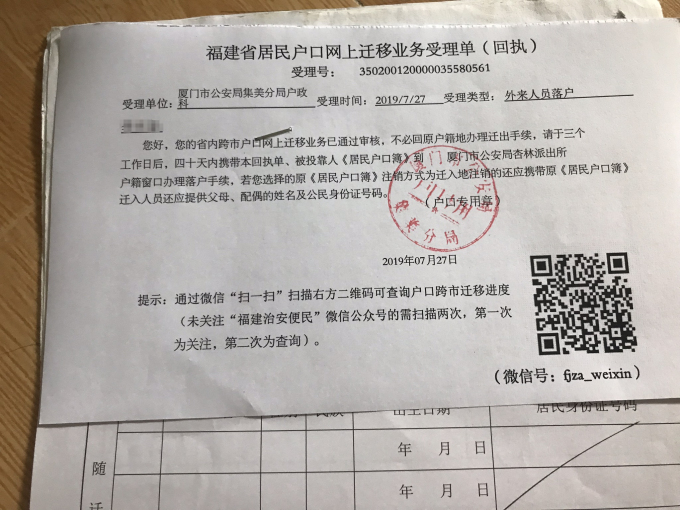 福建省居民户口网上迁移业务受理单（回执）
受理号： 350200120000035580561
受理单位： 厦门市公安局集美分局户政科 受理时间： 2019/7/27 受理类型： 外来人员落户
您好，您的省内跨市户口网上迁移业务已通过审核，不必回原户籍地办理迁出手续，请于三个
工作日后，四十天内携带本回执单、被投靠人《居民户口簿》到 厦门市公安局杏林派出所
户籍窗口办理落户手续，若您选择的原《居民户口簿》注销方式为迁入地注销的还应携带原《居民户口簿》
迁入人员还应提供父母、配偶的姓名及公民身份证号码。
（户口专用章）
2019年07月27日
提示：通过微信“扫一扫”扫描右方二维码可查询户口跨市迁移进度
（未关注“福建治安便民”微信公众号的需扫描两次，第一次
为关注，第二次为查询）。
（微信号：fjza_weixin）
出生日期 居民身份证号码
年 月 日
随
年 月 日
迁